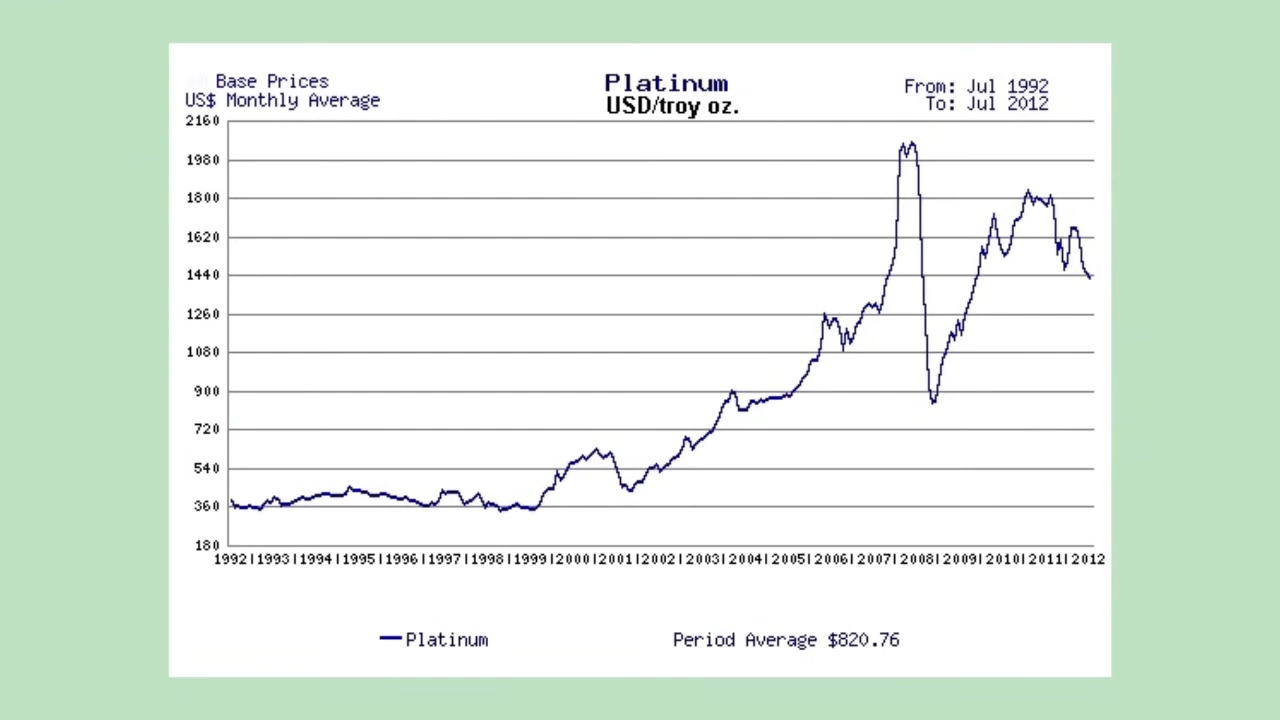 Base Prices
US$ Monthly Average
Platinum
USD/troy oz.
From: Jul 1992
To: Jul 2012
2160
1980
1800
1620
1440
1260
1080
900
720
540
360
180
1992|1993|1994|1995|1996|1997|1998|1999|2000|2001|2002|2003|2004|2005|2006|2007|2008|2009|2010|2011|2012
Platinum
Period Average $820.76